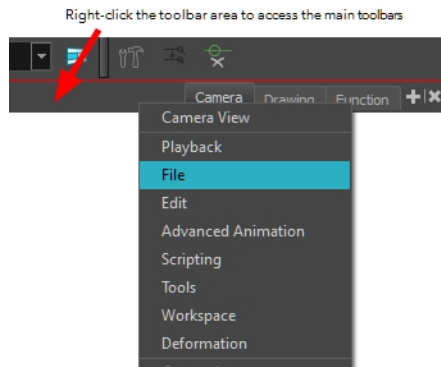 Right-click the toolbar area to access the main toolbars
Camera Drawing Function
Camera View
Playback
File
Edit
Advanced Animation
Scripting
Tools
Workspace
Deformation